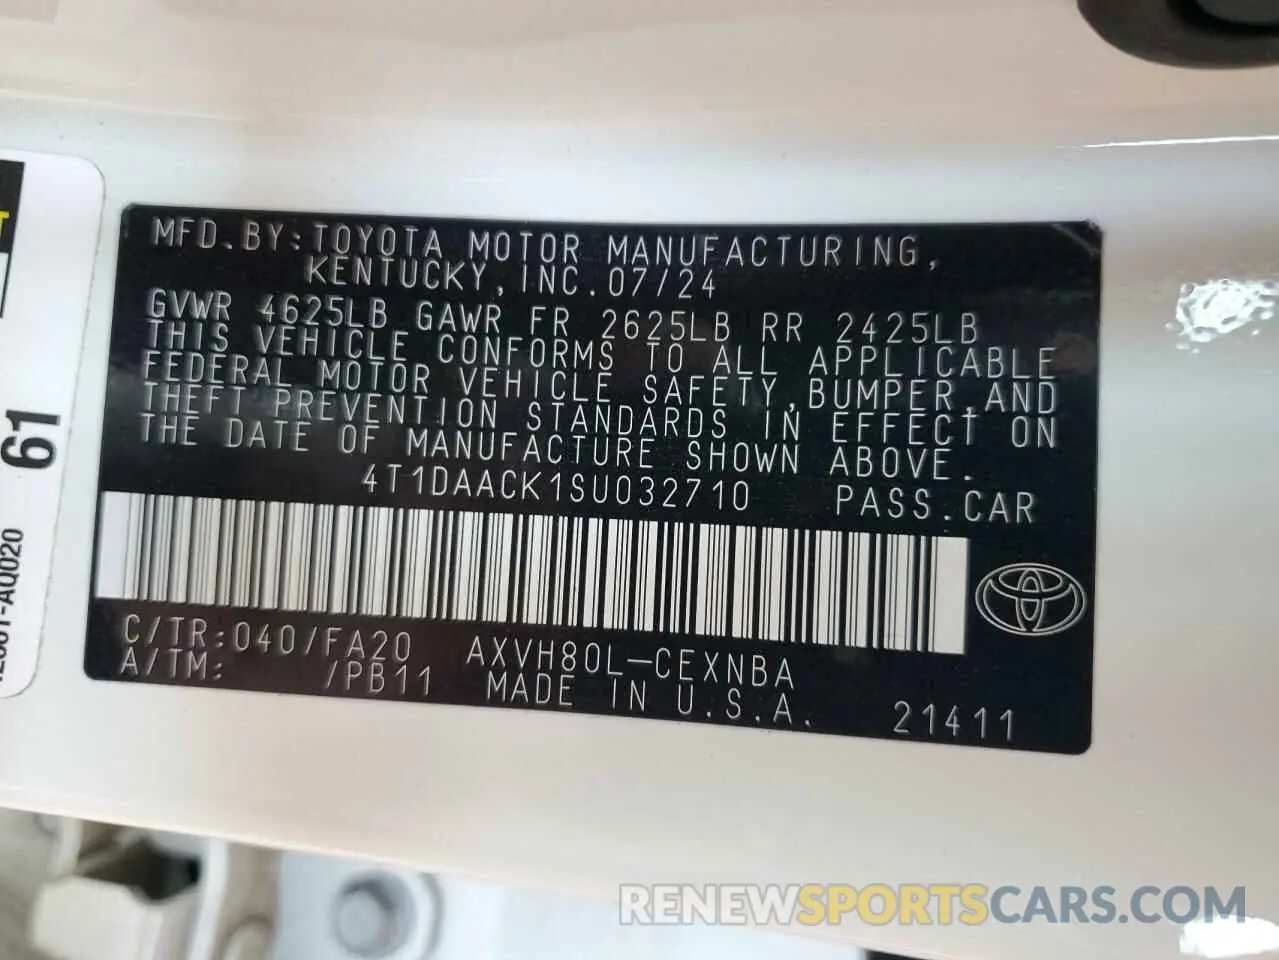 MFD.BY:TOYOTA MOTOR MANUFACTURING,
KENTUCKY,INC.07/24
GVWR 4625LB GAWR FR 2625LB RR 2425LB
THIS VEHICLE CONFORMS TO ALL APPLICABLE
FEDERAL MOTOR VEHICLE SAFETY,BUMPER,AND
THEFT PREVENTION STANDARDS IN EFFECT ON
THE DATE OF MANUFACTURE SHOWN ABOVE.
4T1DAACK1SU032710 PASS.CAR
C/TR:040/FA20 AXVH80L-CEXNBA
A/TM: /PB11 MADE IN U.S.A. 21411
61
RENEWSPORTSCARS.COM